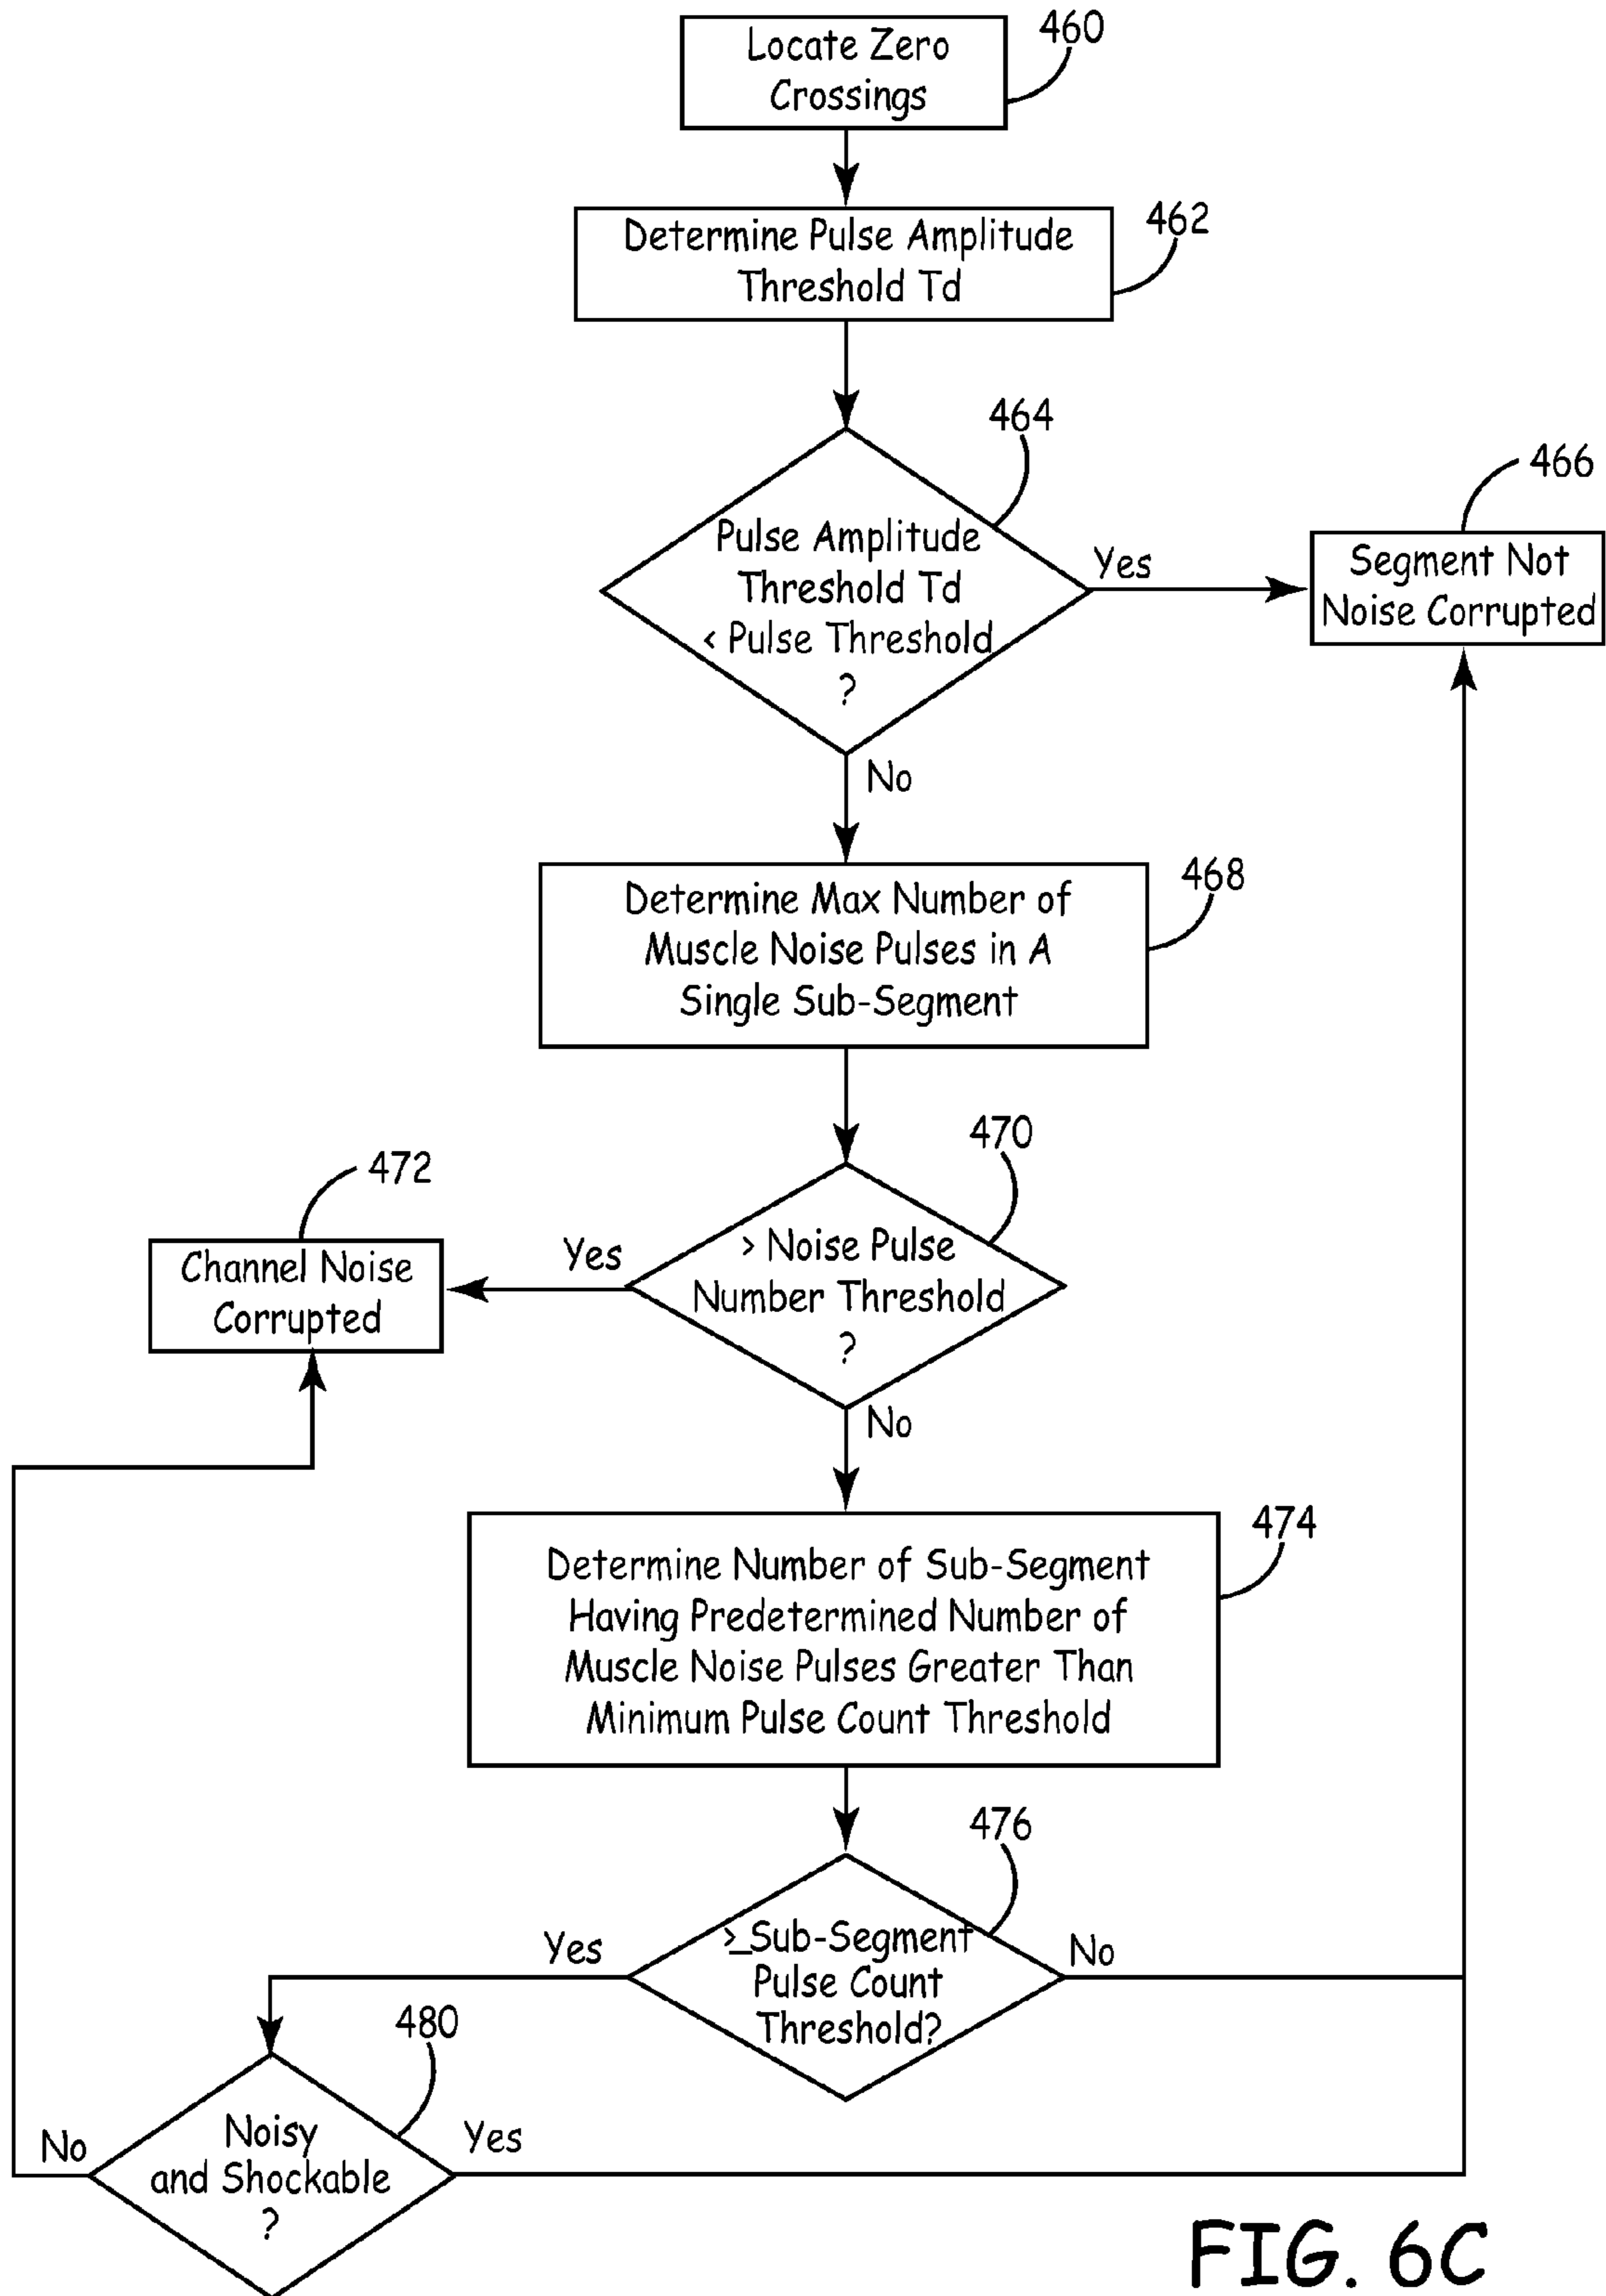 Locate Zero
Crossings
460
Determine Pulse Amplitude
Threshold Td
462
464
Pulse Amplitude
Threshold Td
< Pulse Threshold
?
Yes
466
Segment Not
Noise Corrupted
No
Determine Max Number of
Muscle Noise Pulses in A
Single Sub-Segment
468
470
> Noise Pulse
Number Threshold
?
Yes
472
Channel Noise
Corrupted
No
Determine Number of Sub-Segment
Having Predetermined Number of
Muscle Noise Pulses Greater Than
Minimum Pulse Count Threshold
474
476
>_Sub-Segment
Pulse Count
Threshold?
Yes
No
480
Noisy
and Shockable
?
No
Yes
FIG. 6C